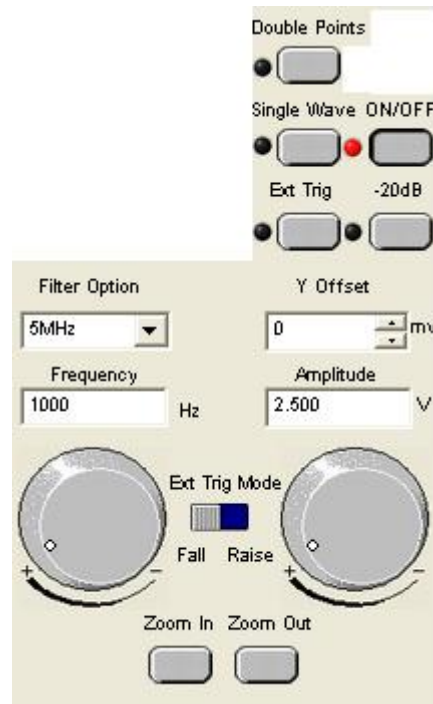 Double Points
Single Wave ON/OFF
Ext Trig -20dB
Filter Option Y Offset
5MHz 0 mv
Frequency Amplitude
1000 Hz 2.500 V
Ext Trig Mode
Fall Raise
+ - + -
Zoom In Zoom Out